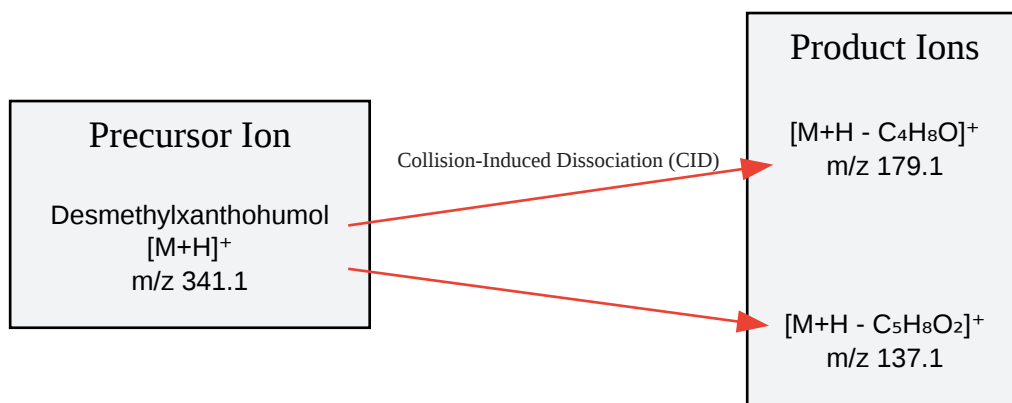 Precursor Ion
Desmethylxanthohumol
[M+H]⁺
m/z 341.1
Collision-Induced Dissociation (CID)
Product Ions
[M+H - C₄H₈O]⁺
m/z 179.1
[M+H - C₅H₈O₂]⁺
m/z 137.1